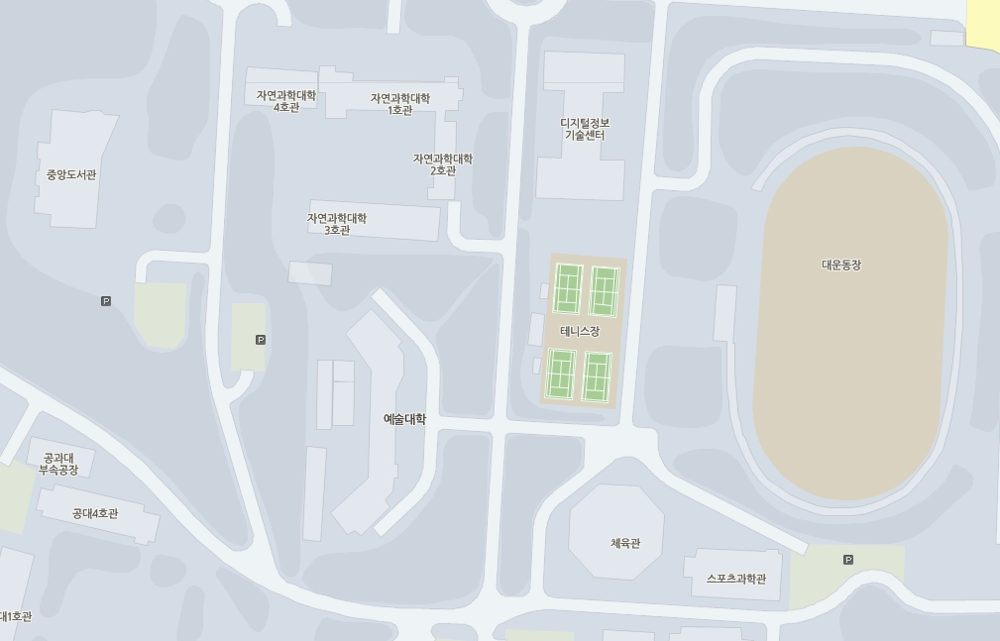 자연과학대학
4호관
자연과학대학
1호관
디지털정보
기술센터
자연과학대학
2호관
중앙도서관
자연과학대학
3호관
대운동장
P
테니스장
P
예술대학
공과대
부속공장
공대4호관
체육관
P
스포츠과학관
대1호관